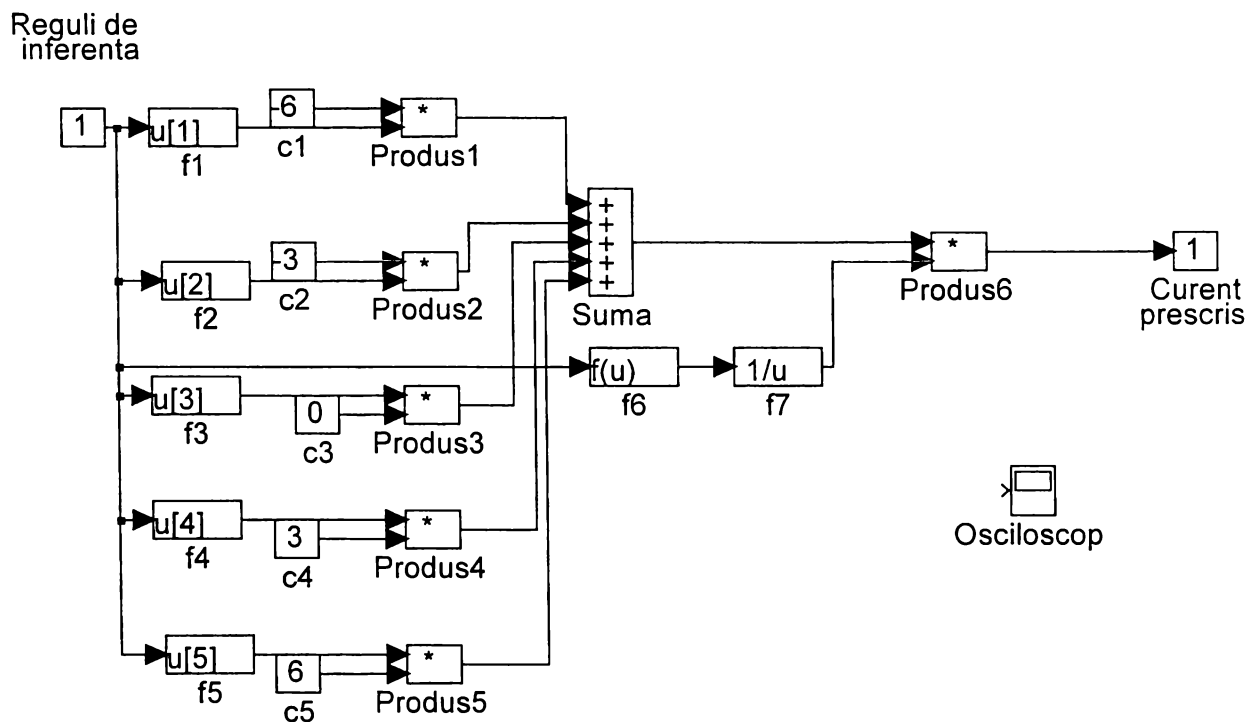 Reguli de
inferenta
1
u[1]
f1
-6
c1
*
Produs1
u[2]
f2
-3
c2
*
Produs2
+
+
+
+
+
Suma
*
Produs6
1
Curent
prescris
f(u)
f6
1/u
f7
u[3]
f3
0
c3
*
Produs3
u[4]
f4
3
c4
*
Produs4
Osciloscop
u[5]
f5
6
c5
*
Produs5